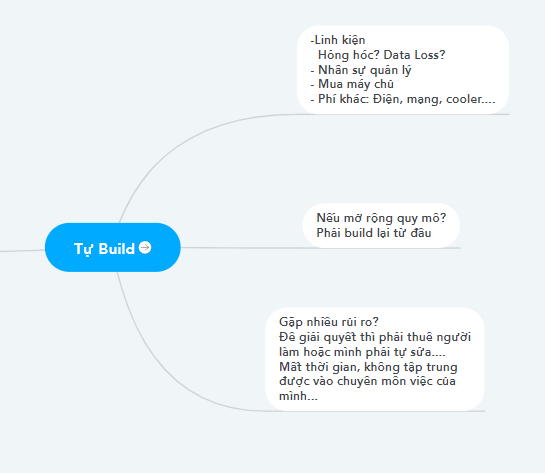 -Linh kiện
Hỏng hóc? Data Loss?
- Nhân sự quản lý
- Mua máy chủ
- Phí khác: Điện, mạng, cooler....
Tự Build
Nếu mở rộng quy mô?
Phải build lại từ đầu
Gặp nhiều rủi ro?
Để giải quyết thì phải thuê người
làm hoặc mình phải tự sửa....
Mất thời gian, không tập trung
được vào chuyên môn việc của
mình...